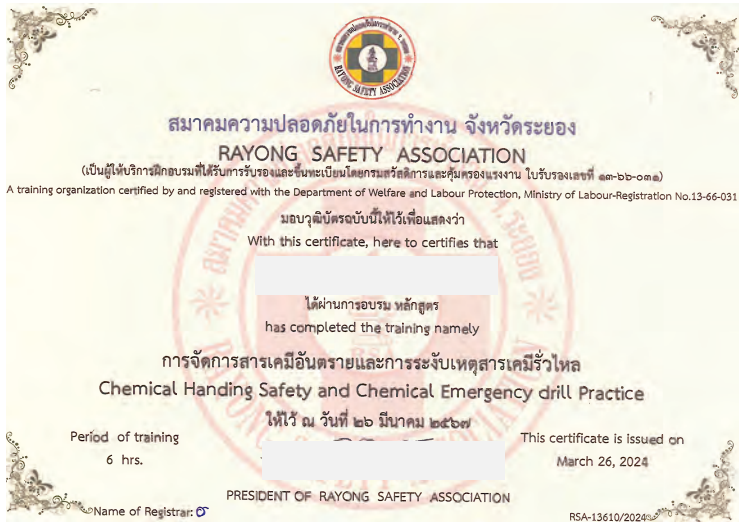 RAYONG SAFETY ASSOCIATION
สมาคมความปลอดภัยในการทำงาน จังหวัดระยอง
RAYONG SAFETY ASSOCIATION
(เป็นผู้ให้บริการฝึกอบรมที่ได้รับการรับรองและขึ้นทะเบียนโดยกรมสวัสดิการและคุ้มครองแรงงาน ใบรับรองเลขที่ ๑๓-๖๖-๐๓๑)
A training organization certified by and registered with the Department of Welfare and Labour Protection, Ministry of Labour-Registration No.13-66-031
มอบวุฒิบัตรฉบับนี้ให้ไว้เพื่อแสดงว่า
With this certificate, here to certifies that
ได้ผ่านการอบรม หลักสูตร
has completed the training namely
การจัดการสารเคมีอันตรายและการระงับเหตุสารเคมีรั่วไหล
Chemical Handing Safety and Chemical Emergency drill Practice
ให้ไว้ ณ วันที่ ๒๖ มีนาคม ๒๕๖๗
Period of training
6 hrs.
This certificate is issued on
March 26, 2024
PRESIDENT OF RAYONG SAFETY ASSOCIATION
Name of Registrar:
RSA-13610/2024